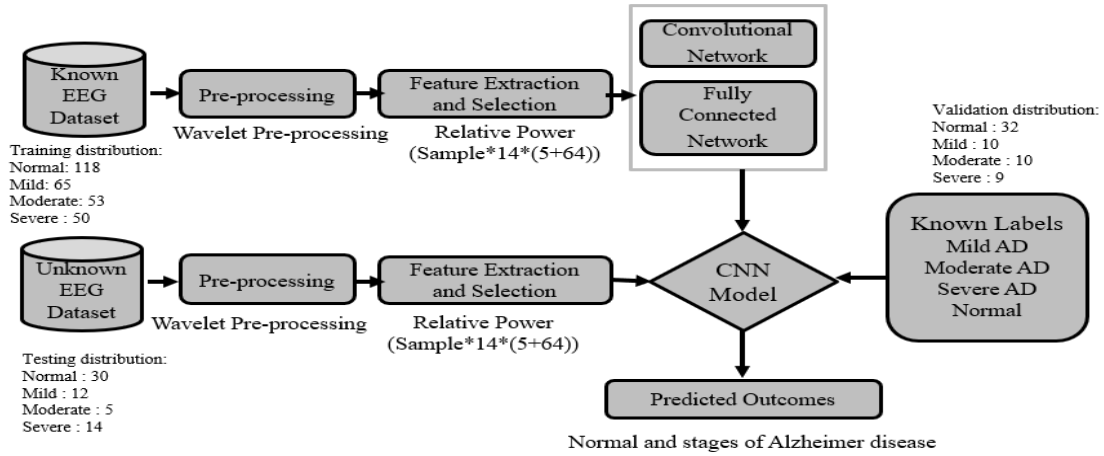 Known
EEG
Dataset
Pre-processing
Wavelet Pre-processing
Feature Extraction
and Selection
Relative Power
(Sample*14*(5+64))
Convolutional
Network
Fully
Connected
Network
Training distribution:
Normal: 118
Mild: 65
Moderate: 53
Severe : 50
Validation distribution:
Normal : 32
Mild : 10
Moderate : 10
Severe : 9
Known Labels
Mild AD
Moderate AD
Severe AD
Normal
Unknown
EEG
Dataset
Pre-processing
Wavelet Pre-processing
Feature Extraction
and Selection
Relative Power
(Sample*14*(5+64))
CNN
Model
Testing distribution:
Normal : 30
Mild : 12
Moderate : 5
Severe : 14
Predicted Outcomes
Normal and stages of Alzheimer disease